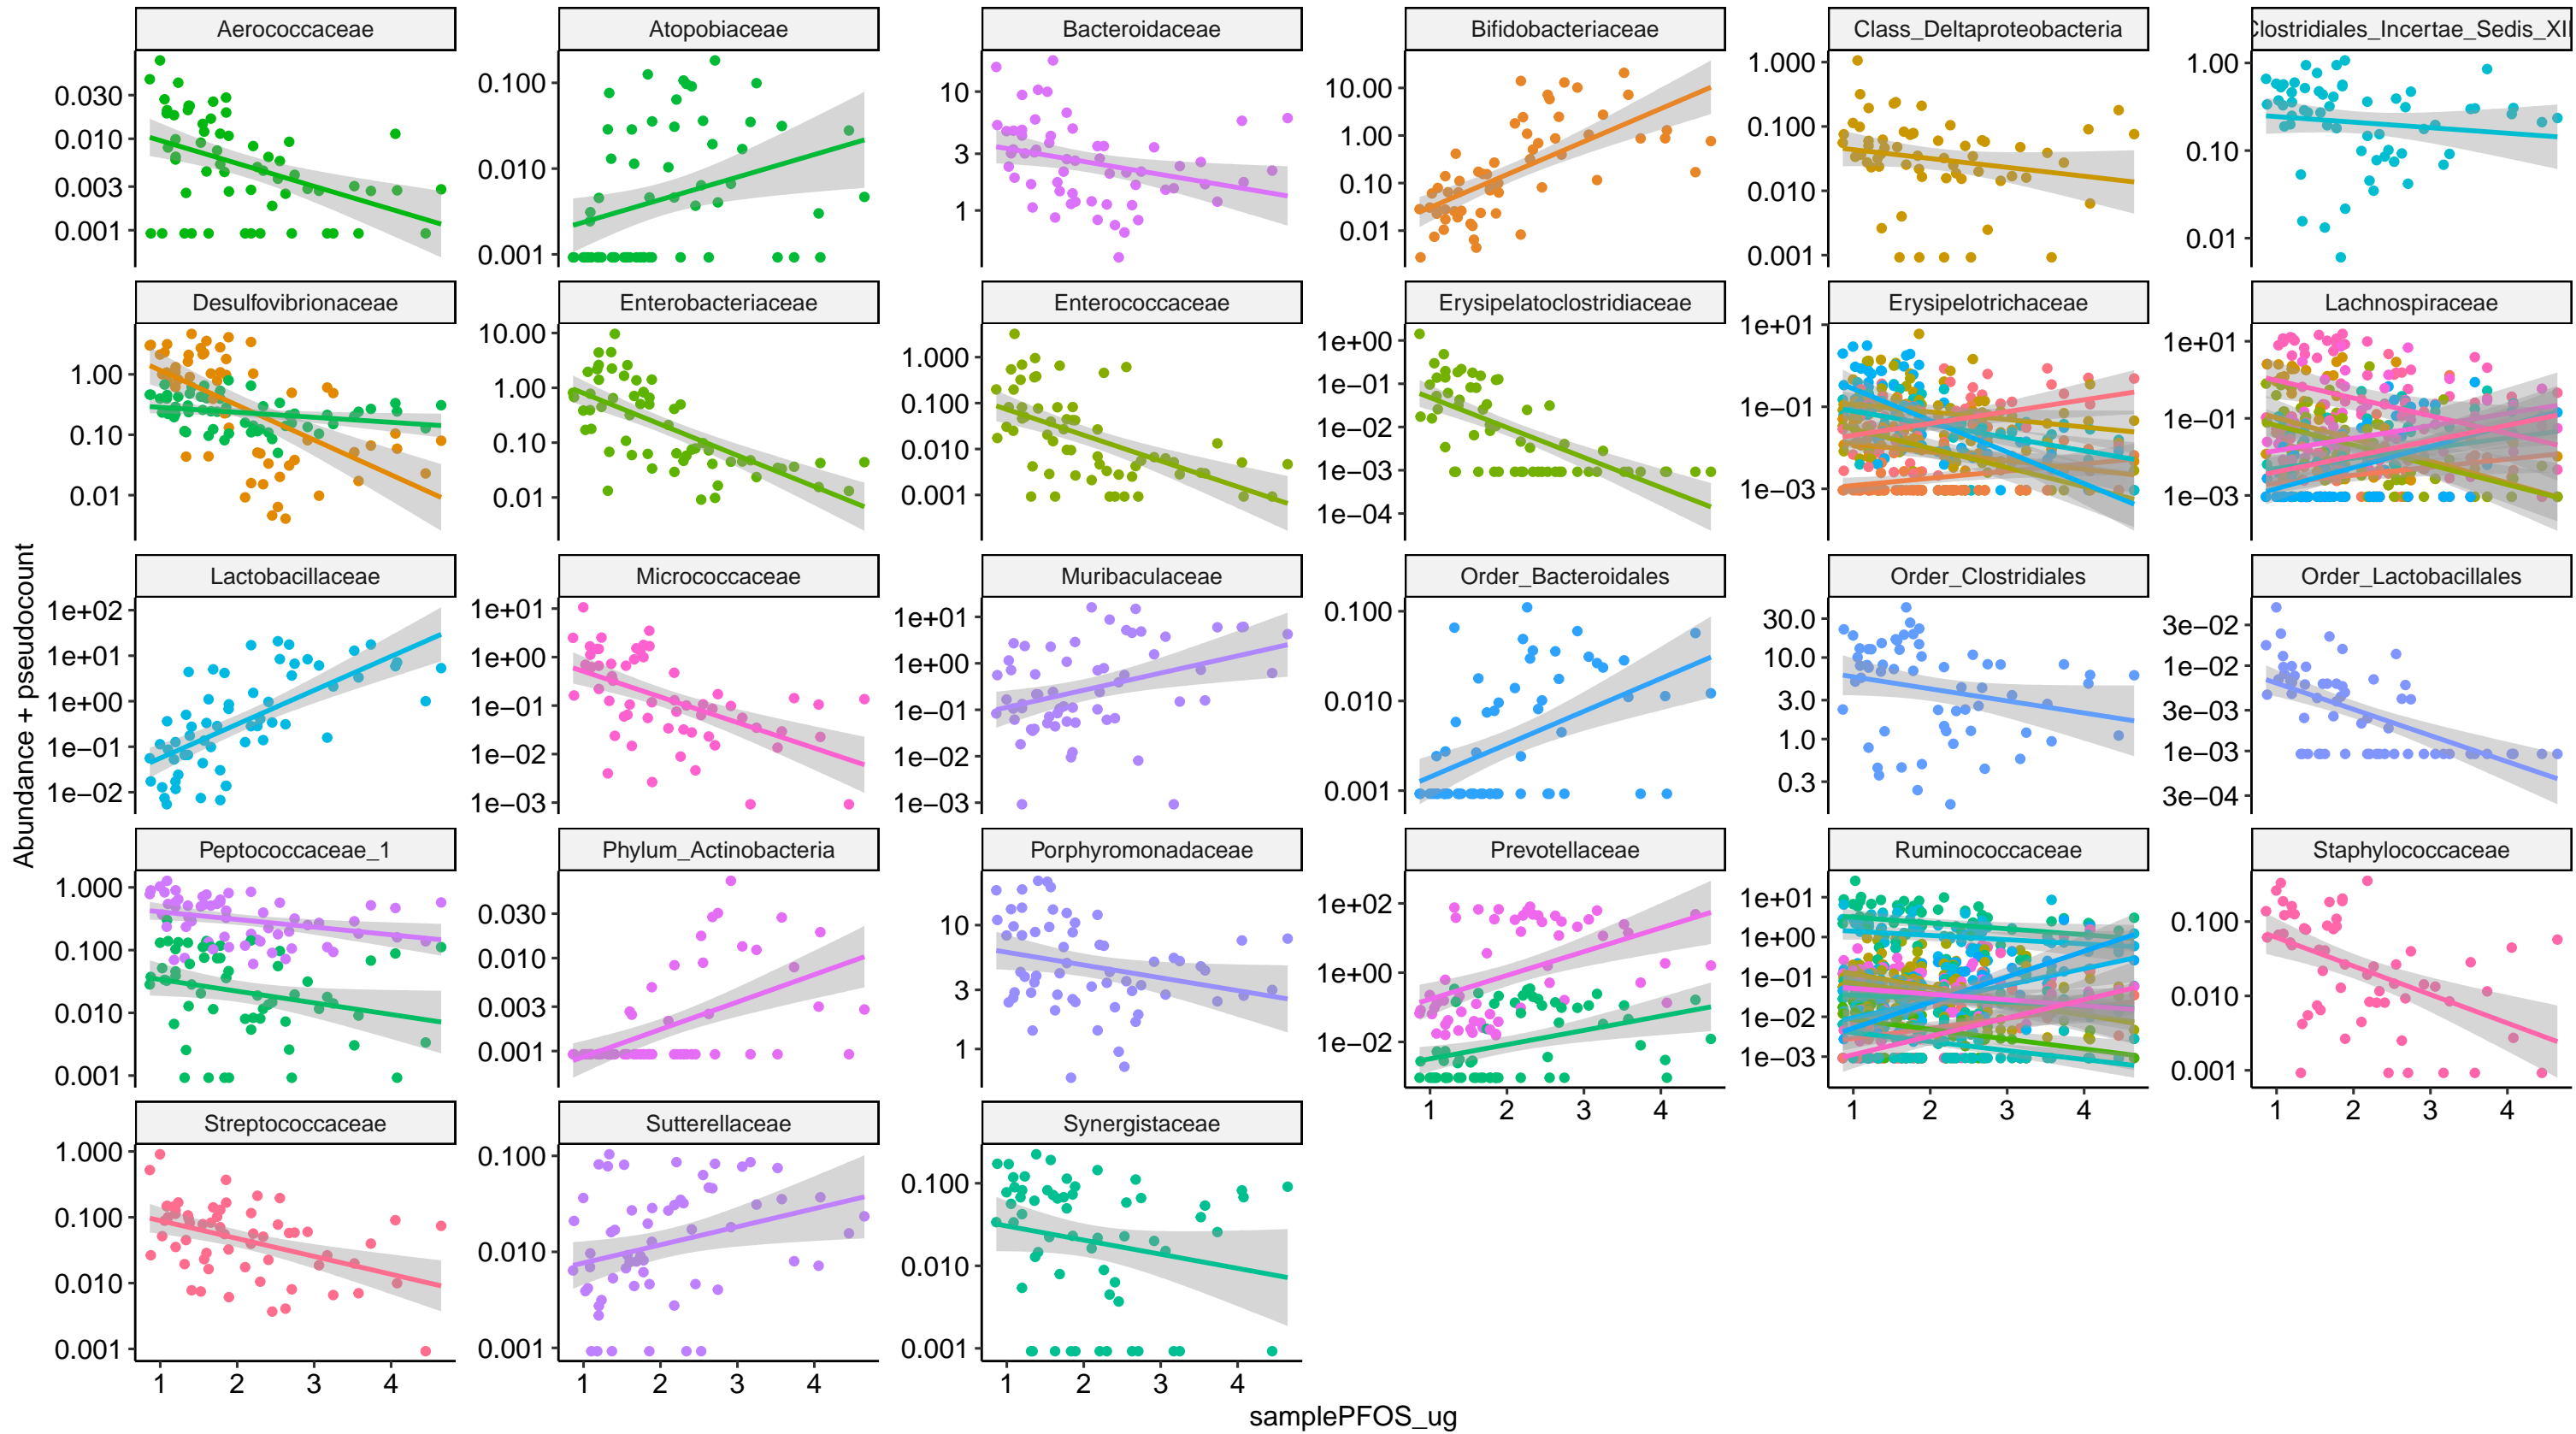 Aerococcaceae Atopobiaceae Bacteroidaceae Bifidobacteriaceae Class_Deltaproteobacteria Clostridiales_Incertae_Sedis_XII
0.030 0.010 0.003 0.001
0.100 0.010 0.001
10 3 1
10.00 1.00 0.10 0.01
1.000 0.100 0.010 0.001
1.00 0.10 0.01
Desulfovibrionaceae Enterobacteriaceae Enterococcaceae Erysipelatoclostridiaceae Erysipelotrichaceae Lachnospiraceae
1.00 0.10 0.01
10.00 1.00 0.10 0.01
1.000 0.100 0.010 0.001
1e+00 1e−01 1e−02 1e−03 1e−04
1e+01 1e−01 1e−03
1e+01 1e−01 1e−03
Lactobacillaceae Micrococcaceae Muribaculaceae Order_Bacteroidales Order_Clostridiales Order_Lactobacillales
1e+02 1e+01 1e+00 1e−01 1e−02
1e+01 1e+00 1e−01 1e−02 1e−03
1e+01 1e+00 1e−01 1e−02 1e−03
0.100 0.010 0.001
30.0 10.0 3.0 1.0 0.3
3e−02 1e−02 3e−03 1e−03 3e−04
Peptococcaceae_1 Phylum_Actinobacteria Porphyromonadaceae Prevotellaceae Ruminococcaceae Staphylococcaceae
1.000 0.100 0.010 0.001
0.030 0.010 0.003 0.001
10 3 1
1e+02 1e+00 1e−02
1e+01 1e+00 1e−01 1e−02 1e−03
0.100 0.010 0.001
1 2 3 4 1 2 3 4 1 2 3 4
Streptococcaceae Sutterellaceae Synergistaceae
1.000 0.100 0.010 0.001
0.100 0.010 0.001
0.100 0.010 0.001
1 2 3 4 1 2 3 4 1 2 3 4
Abundance + pseudocount
samplePFOS_ug